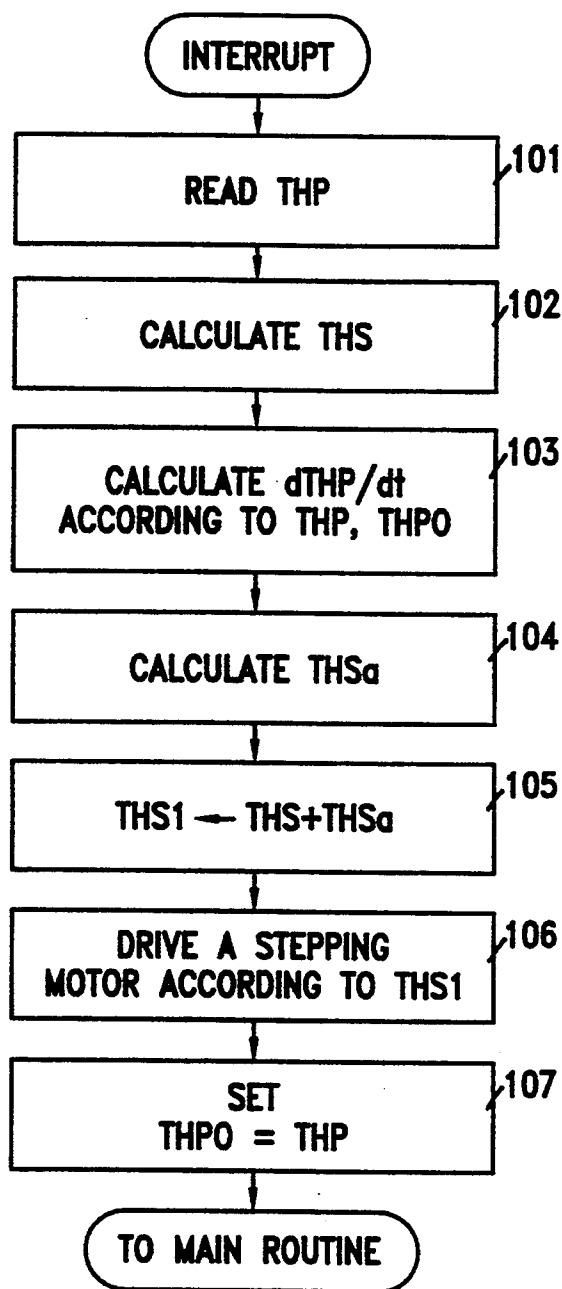 INTERRUPT
101
READ THP
102
CALCULATE THS
103
CALCULATE dTHP/dt
ACCORDING TO THP, THPO
104
CALCULATE THSa
105
THS1 ← THS+THSa
106
DRIVE A STEPPING
MOTOR ACCORDING TO THS1
107
SET
THPO = THP
TO MAIN ROUTINE